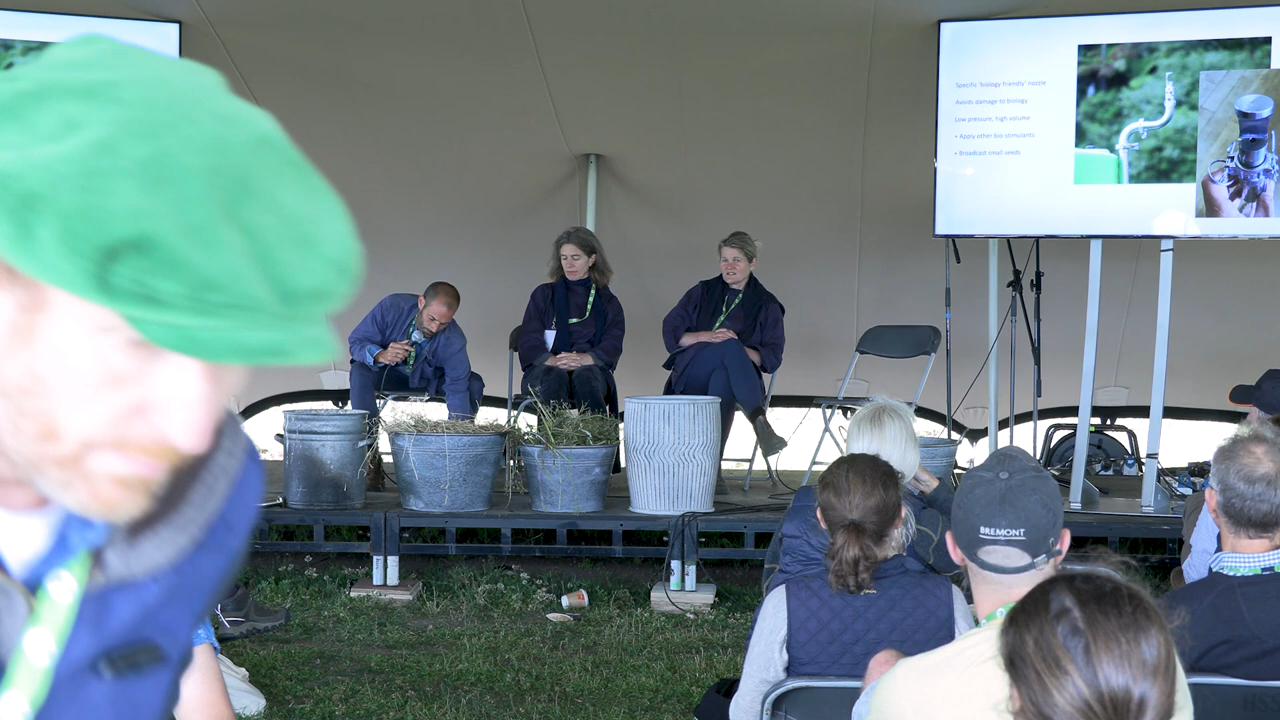 Specific 'biology friendly' nozzle
Avoids damage to biology
Low pressure, high volume
• Apply other bio stimulants
• Broadcast small seeds
BREMONT
HSS